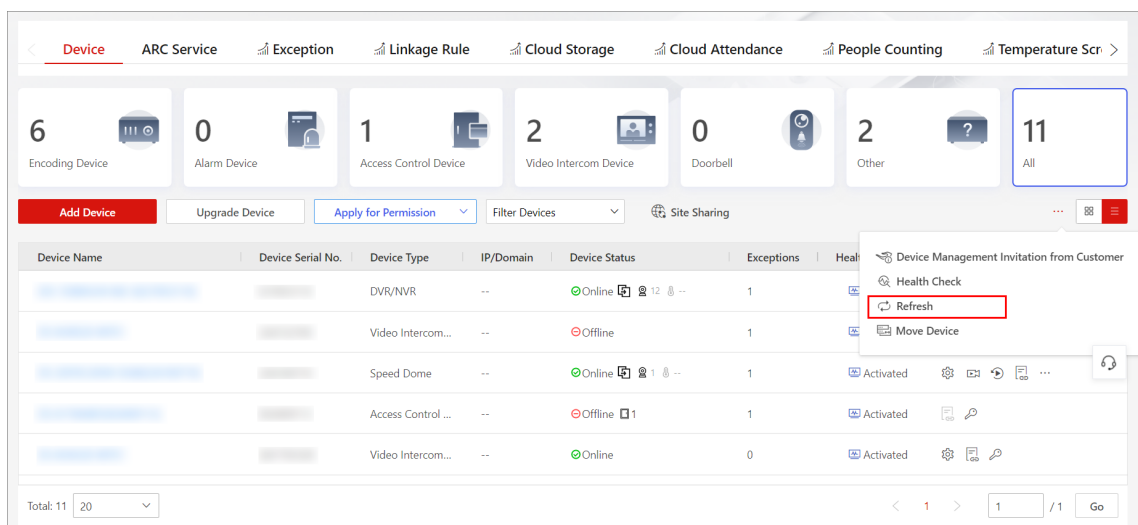 Device ARC Service Exception Linkage Rule Cloud Storage Cloud Attendance People Counting Temperature Scr
6 0 1 2 0 2 11
Encoding Device Alarm Device Access Control Device Video Intercom Device Doorbell Other All
Add Device Upgrade Device Apply for Permission Filter Devices Site Sharing ...
Device Name Device Serial No. Device Type IP/Domain Device Status Exceptions Heal
Device Management Invitation from Customer
Health Check
Refresh
Move Device
DVR/NVR -- Online 12 -- 1
Video Intercom... -- Offline 1
Speed Dome -- Online 1 -- 1 Activated ...
Access Control ... -- Offline 1 1 Activated
Video Intercom... -- Online 0 Activated
Total: 11 20 < 1 > 1 / 1 Go